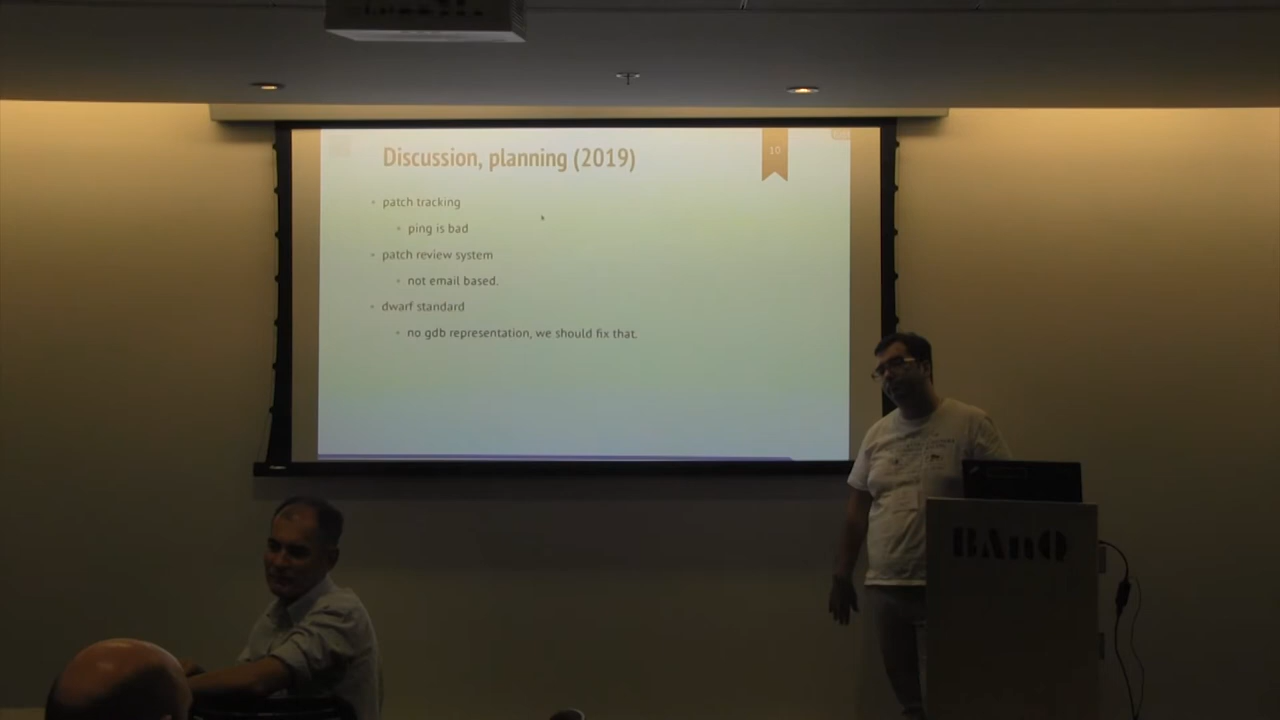 Discussion, planning (2019)
10
patch tracking
ping is bad
patch review system
not email based.
dwarf standard
no gdb representation, we should fix that.
BAnQ